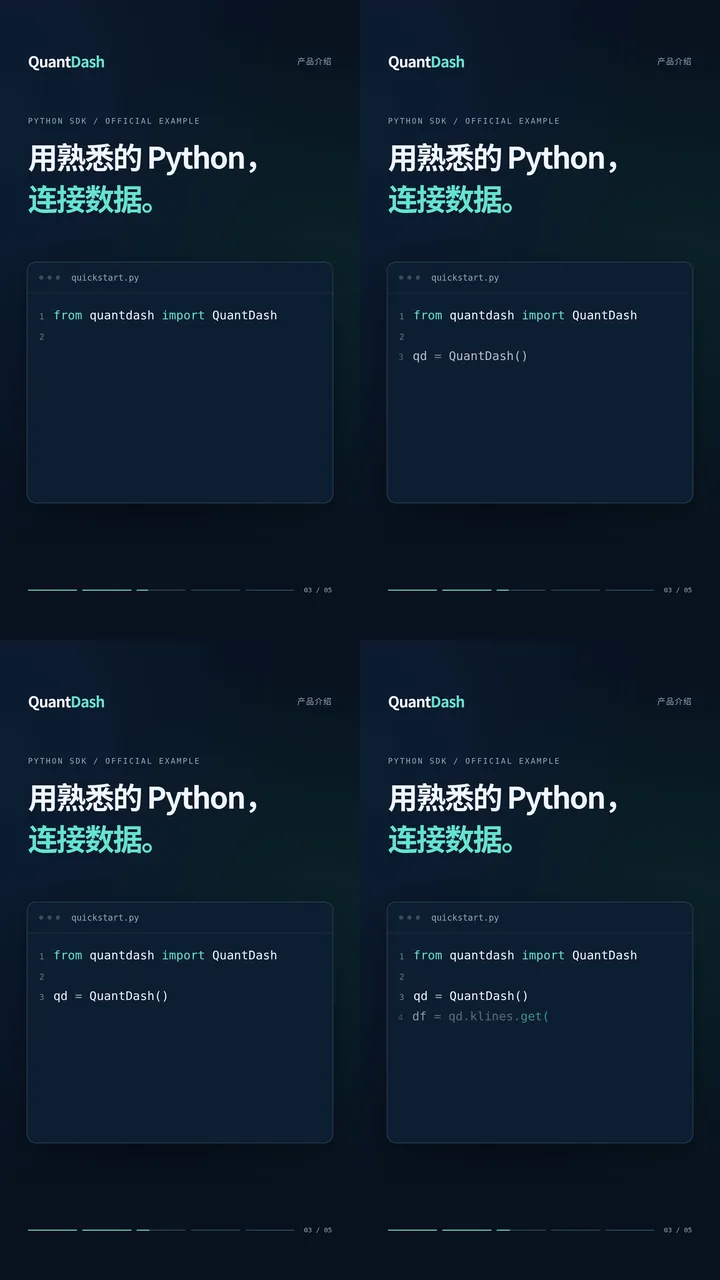 QuantDash
产品介绍
PYTHON SDK / OFFICIAL EXAMPLE
用熟悉的 Python，
连接数据。
quickstart.py
1 from quantdash import QuantDash
2
03 / 05
QuantDash
产品介绍
PYTHON SDK / OFFICIAL EXAMPLE
用熟悉的 Python，
连接数据。
quickstart.py
1 from quantdash import QuantDash
2
3 qd = QuantDash()
03 / 05
QuantDash
产品介绍
PYTHON SDK / OFFICIAL EXAMPLE
用熟悉的 Python，
连接数据。
quickstart.py
1 from quantdash import QuantDash
2
3 qd = QuantDash()
03 / 05
QuantDash
产品介绍
PYTHON SDK / OFFICIAL EXAMPLE
用熟悉的 Python，
连接数据。
quickstart.py
1 from quantdash import QuantDash
2
3 qd = QuantDash()
4 df = qd.klines.get(
03 / 05